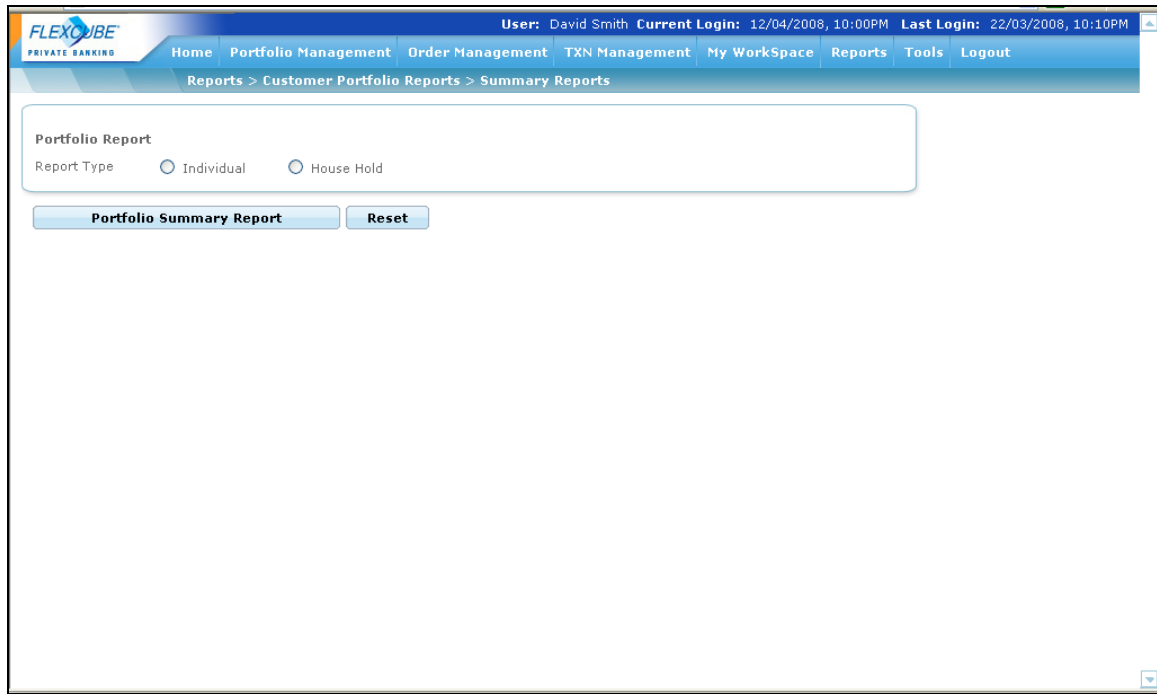 FLEXCUBE®
PRIVATE BANKING
User: David Smith Current Login: 12/04/2008, 10:00PM Last Login: 22/03/2008, 10:10PM
Home Portfolio Management Order Management TXN Management My WorkSpace Reports Tools Logout
Reports > Customer Portfolio Reports > Summary Reports
Portfolio Report
Report Type Individual House Hold
Portfolio Summary Report Reset